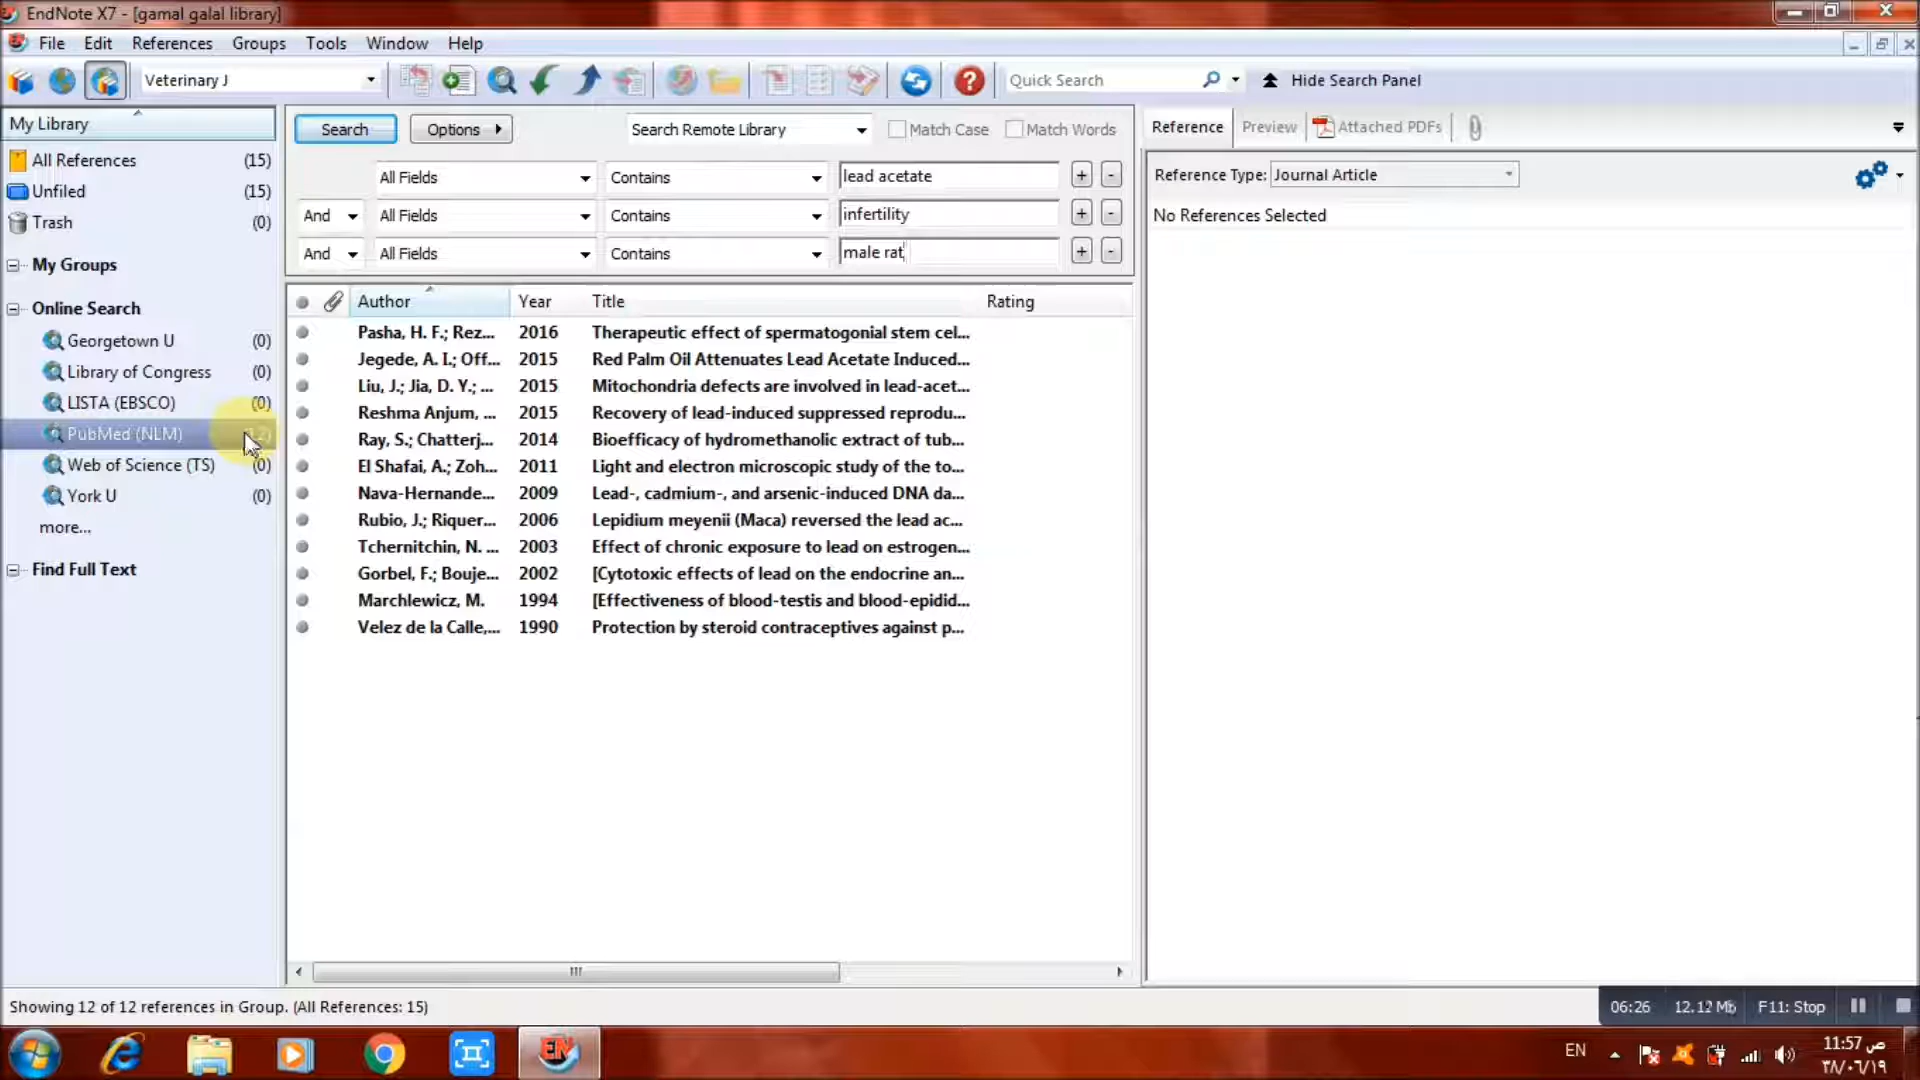 EndNote X7 - [gamal galal library]
File Edit References Groups Tools Window Help
Veterinary J
Quick Search
Hide Search Panel
My Library
All References (15)
Unfiled (15)
Trash (0)
My Groups
Online Search
Georgetown U (0)
Library of Congress (0)
LISTA (EBSCO) (0)
PubMed (NLM)
Web of Science (TS) (0)
York U (0)
more...
Find Full Text
Search Options Search Remote Library Match Case Match Words
All Fields Contains lead acetate + -
And All Fields Contains infertility + -
And All Fields Contains male rat + -
Author Year Title Rating
Pasha, H. F.; Rez... 2016 Therapeutic effect of spermatogonial stem cel...
Jegede, A. I.; Off... 2015 Red Palm Oil Attenuates Lead Acetate Induced...
Liu, J.; Jia, D. Y.; ... 2015 Mitochondria defects are involved in lead-acet...
Reshma Anjum, ... 2015 Recovery of lead-induced suppressed reprodu...
Ray, S.; Chatterj... 2014 Bioefficacy of hydromethanolic extract of tub...
El Shafai, A.; Zoh... 2011 Light and electron microscopic study of the to...
Nava-Hernande... 2009 Lead-, cadmium-, and arsenic-induced DNA da...
Rubio, J.; Riquer... 2006 Lepidium meyenii (Maca) reversed the lead ac...
Tchernitchin, N. ... 2003 Effect of chronic exposure to lead on estrogen...
Gorbel, F.; Bouje... 2002 [Cytotoxic effects of lead on the endocrine an...
Marchlewicz, M. 1994 [Effectiveness of blood-testis and blood-epidid...
Velez de la Calle,... 1990 Protection by steroid contraceptives against p...
Reference Preview Attached PDFs
Reference Type: Journal Article
No References Selected
Showing 12 of 12 references in Group. (All References: 15)
06:26 12.12 Mb F11: Stop
EN
11:57 ص
٣٨/٠٦/١٩